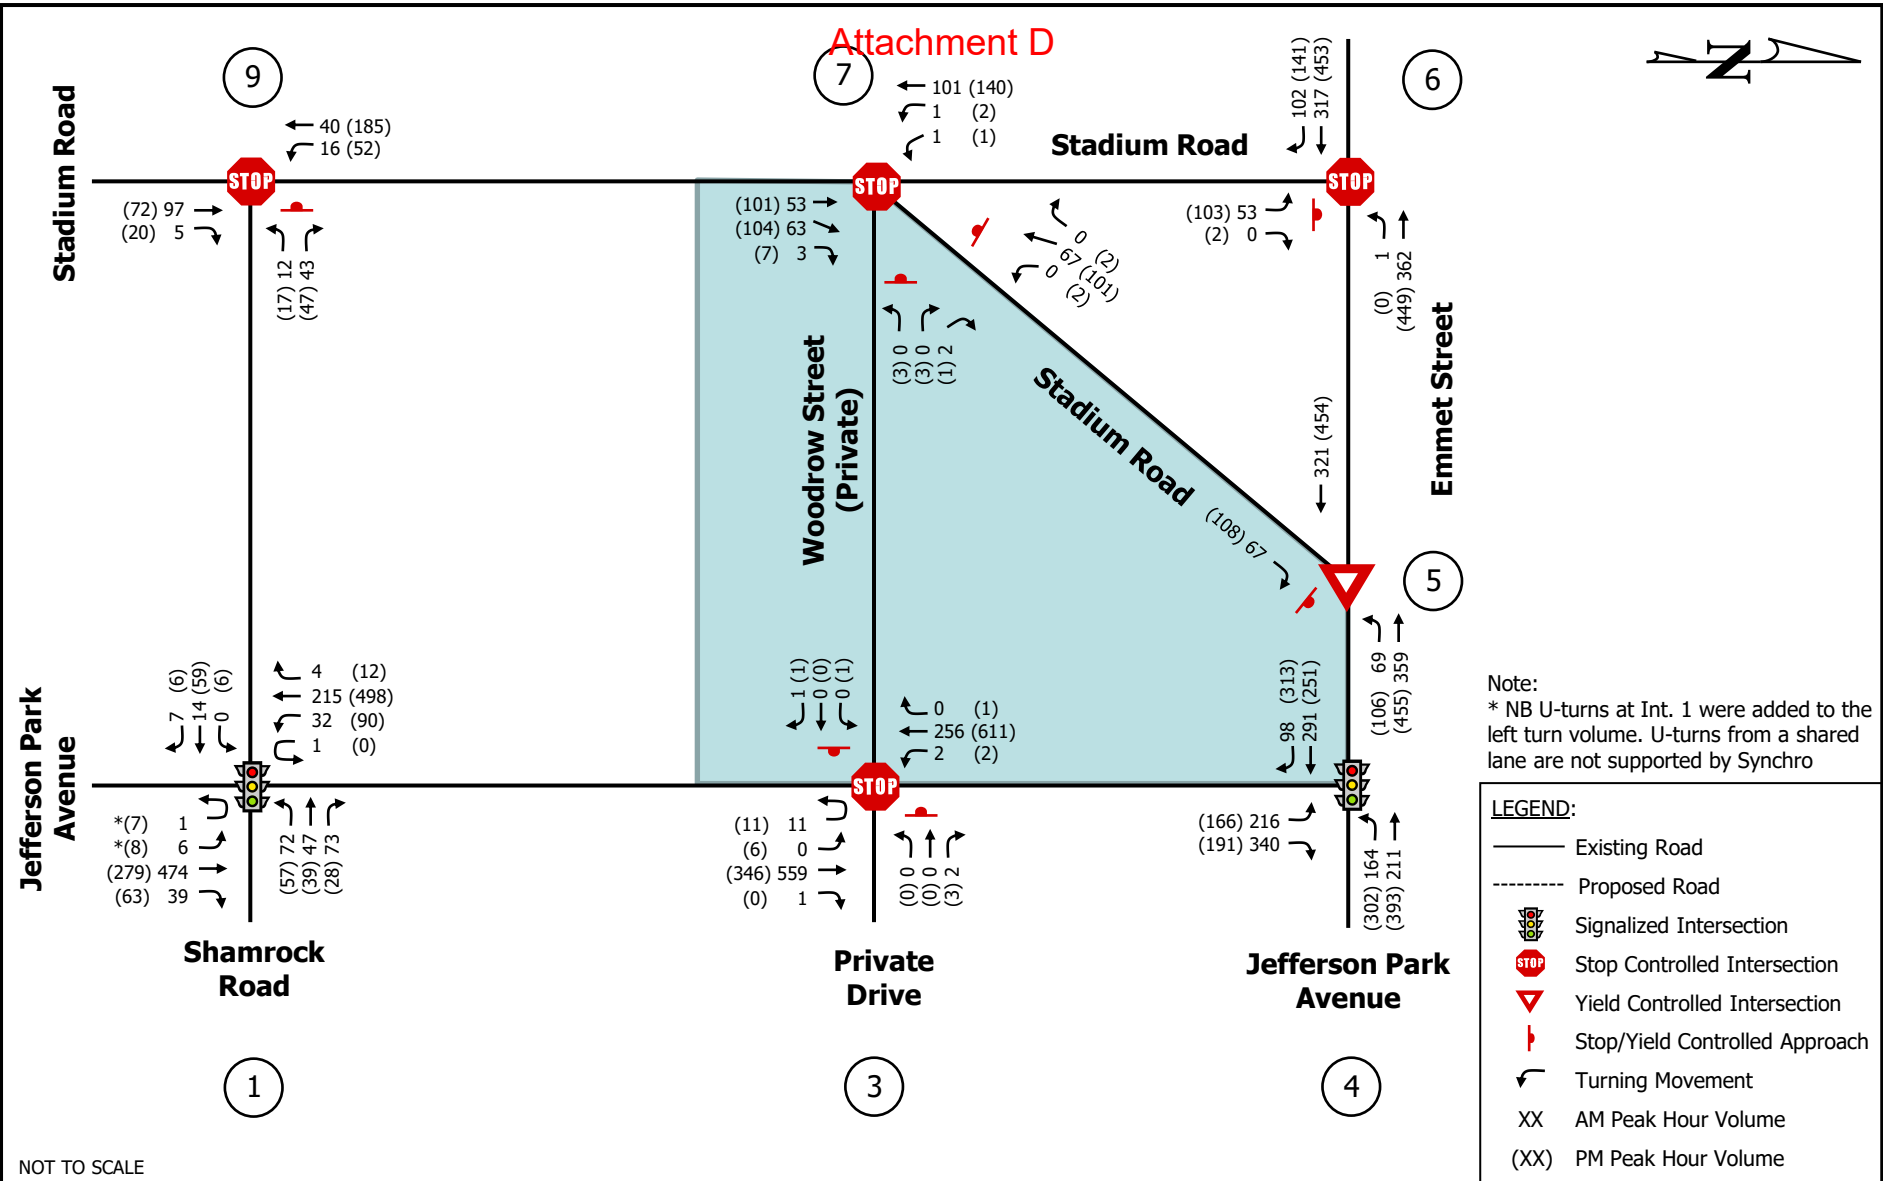 Attachment D
9
7
6
N
Stadium Road
40 (185)
16 (52)
STOP
(72) 97
(20) 5
(17) 12
(47) 43
101 (140)
1 (2)
1 (1)
STOP
Stadium Road
(101) 53
(104) 63
(7) 3
0 (2)
67 (101)
0 (2)
(3) 0
(3) 0
(1) 2
102 (141)
317 (453)
STOP
(103) 53
(2) 0
(0) 1
(449) 362
Emmet Street
Woodrow Street
(Private)
Stadium Road
321 (454)
(108) 67
5
(106) 69
(455) 359
Jefferson Park
Avenue
7 (6)
14 (59)
0 (6)
4 (12)
215 (498)
32 (90)
1 (0)
*(7) 1
*(8) 6
(279) 474
(63) 39
(57) 72
(39) 47
(28) 73
Shamrock
Road
1 (1)
0 (0)
0 (1)
0 (1)
256 (611)
2 (2)
STOP
(11) 11
(6) 0
(346) 559
(0) 1
(0) 0
(0) 0
(3) 2
Private
Drive
98 (313)
291 (251)
(166) 216
(191) 340
(302) 164
(393) 211
Jefferson Park
Avenue
1
3
4
Note:
* NB U-turns at Int. 1 were added to the
left turn volume. U-turns from a shared
lane are not supported by Synchro
LEGEND:
Existing Road
Proposed Road
Signalized Intersection
STOP Stop Controlled Intersection
Yield Controlled Intersection
Stop/Yield Controlled Approach
Turning Movement
XX AM Peak Hour Volume
(XX) PM Peak Hour Volume
NOT TO SCALE